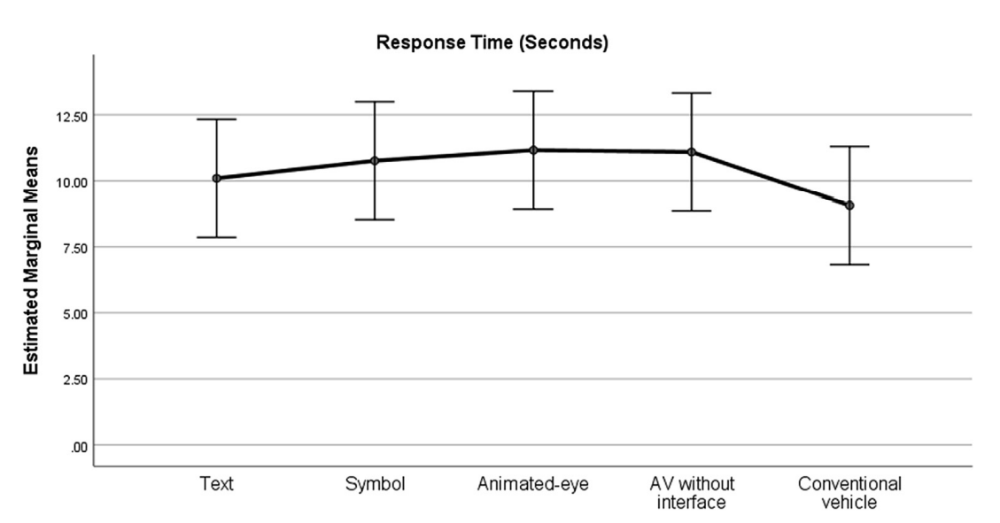 Response Time (Seconds)
Estimated Marginal Means
12.50
10.00
7.50
5.00
2.50
.00
Text
Symbol
Animated-eye
AV without
interface
Conventional
vehicle